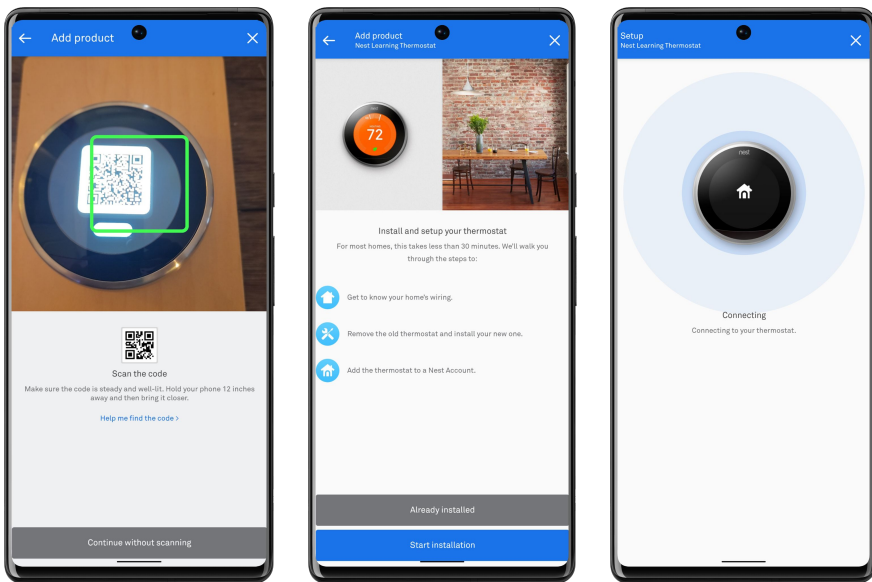 Add product
Scan the code
Make sure the code is steady and well-lit. Hold your phone 12 inches
away and then bring it closer.
Help me find the code >
Continue without scanning
Add product
Nest Learning Thermostat
nest
72
Install and setup your thermostat
For most homes, this takes less than 30 minutes. We'll walk you
through the steps to:
Get to know your home's wiring.
Remove the old thermostat and install your new one.
Add the thermostat to a Nest Account.
Already installed
Start installation
Setup
Nest Learning Thermostat
nest
Connecting
Connecting to your thermostat.